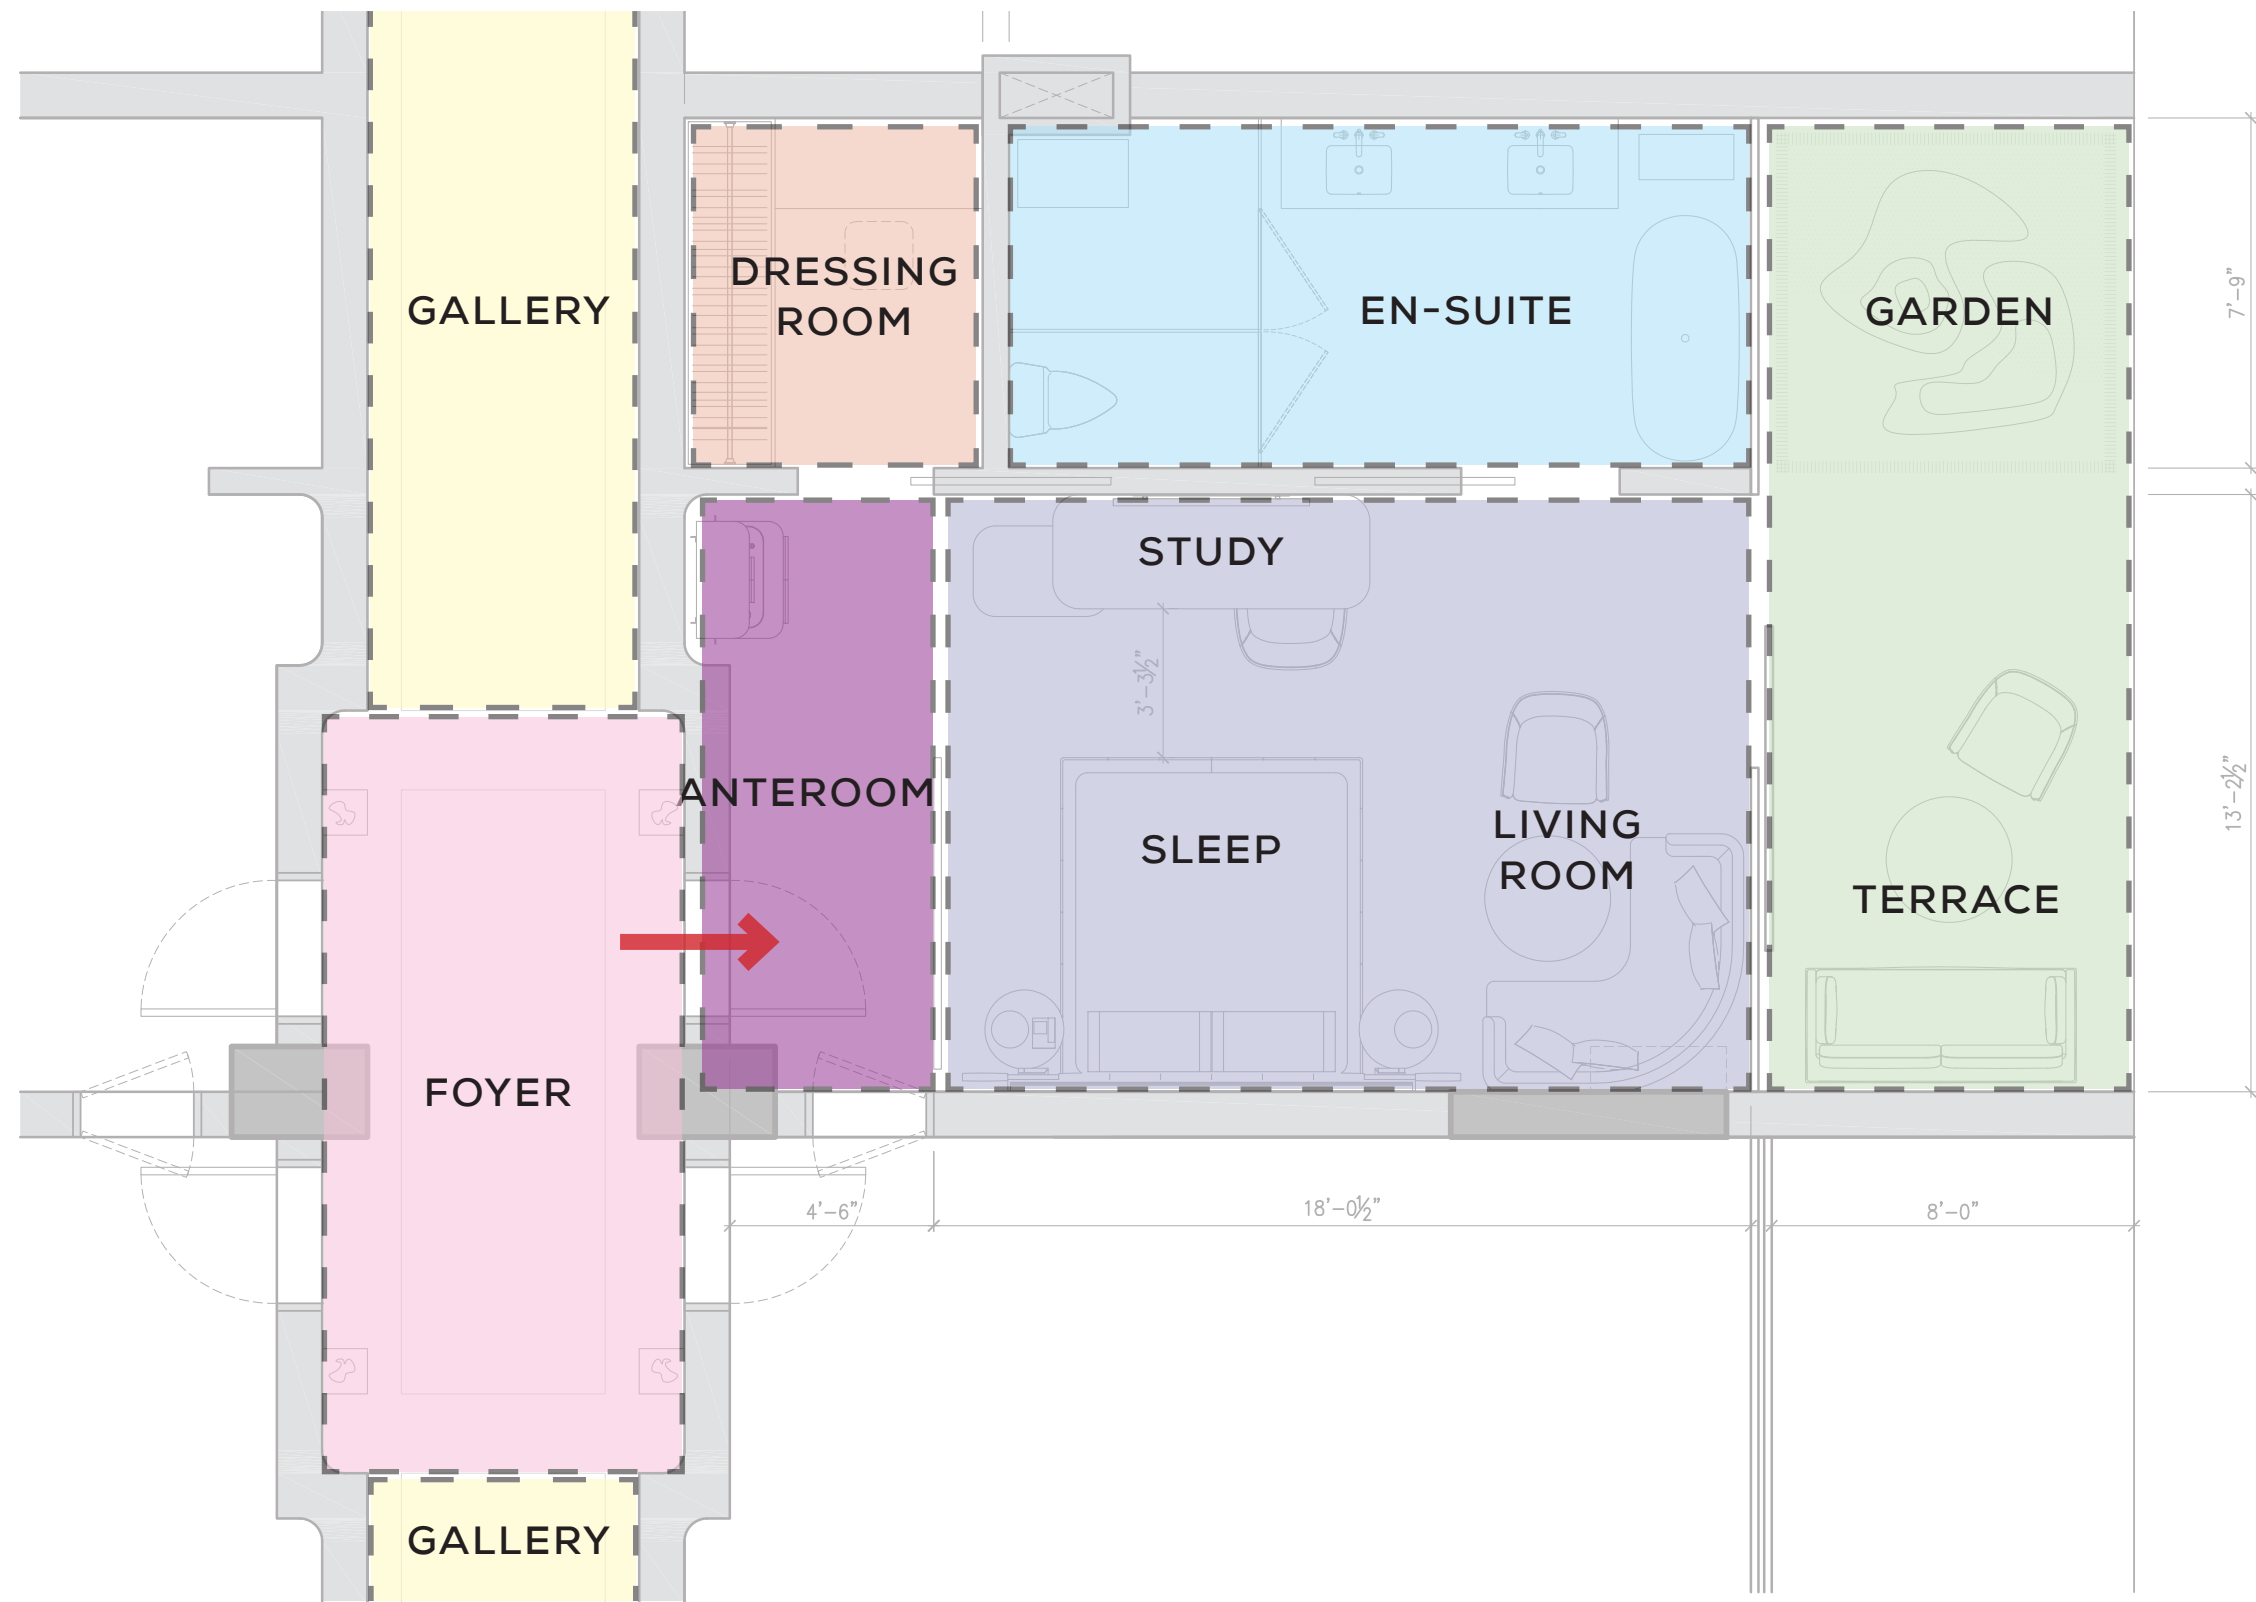 DRESSING
ROOM
GALLERY
EN-SUITE
GARDEN
7'-9"
STUDY
3'-3½"
ANTEROOM
SLEEP
LIVING
ROOM
TERRACE
13'-2½"
FOYER
4'-6"
18'-0½"
8'-0"
GALLERY